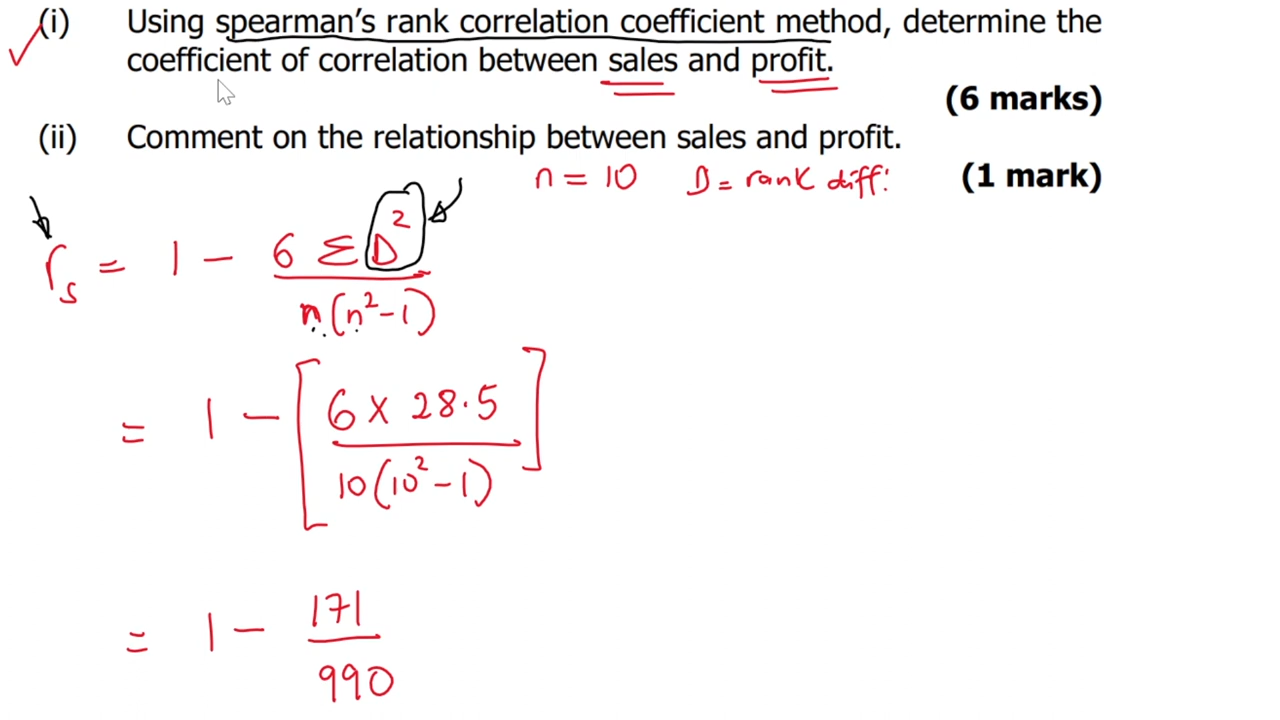 (i) Using spearman's rank correlation coefficient method, determine the
coefficient of correlation between sales and profit.
(6 marks)
(ii) Comment on the relationship between sales and profit.
n = 10 D = rank diff: (1 mark)
rs = 1 - 6 Σ D²
n(n²-1)
= 1 - [6 × 28.5
10(10²-1)]
= 1 - 171
990